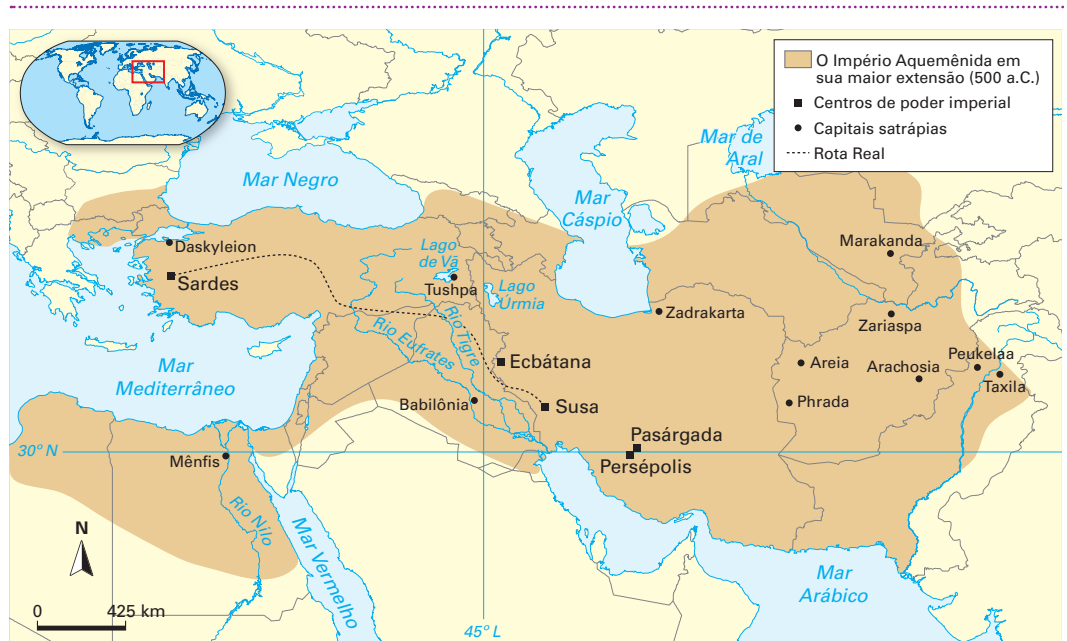 O Império Aquemênida em
sua maior extensão (500 a.C.)
Centros de poder imperial
Capitais satrápias
Rota Real
Mar de
Aral
Mar Negro
Mar
Cáspio
Marakanda
Daskyleion
Lago
de Vã
Sardes
Tushpa
Lago
Úrmia
Zadrakarta
Zariaspa
Rio Eufrates
Rio Tigre
Ecbátana
Areia
Arachosia
Peukelaa
Taxila
Mar
Mediterrâneo
Babilônia
Susa
Phrada
Pasárgada
30º N
Mênfis
Persépolis
Rio Nilo
Mar Vermelho
N
Mar
Arábico
0 425 km
45º L